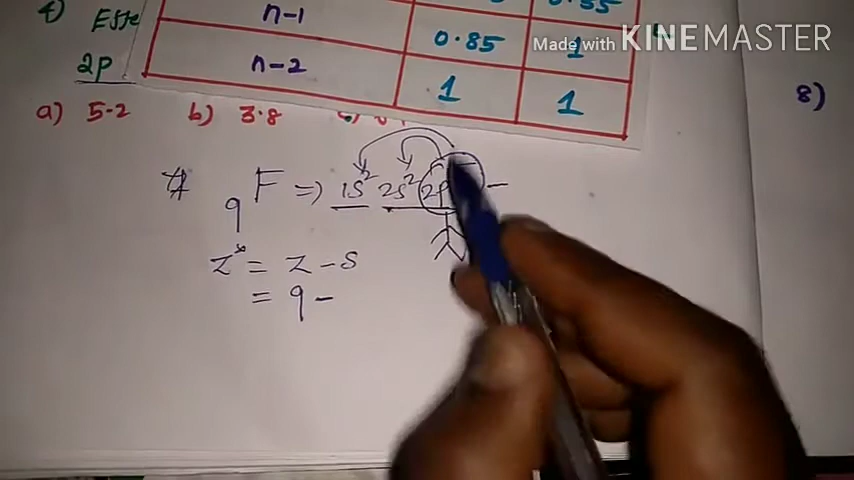 4) Effe
n-1
0.85
1
n-2
1
1
Made with KINEMASTER
2p
a) 5.2 b) 3.8
8)
9F => 1s² 2s² 2p
Z* = Z - S
= 9 -